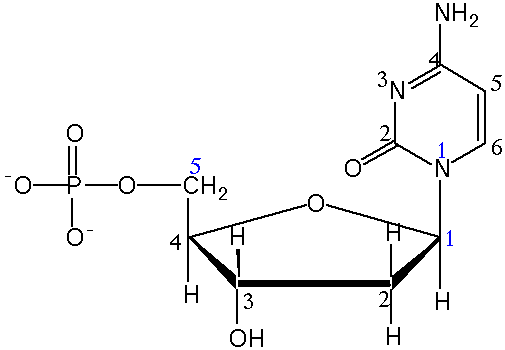 NH2
4
3 N 5
2 1 6
O N
O 5
-O P O CH2
O-
O
4 H H 1
H 3 2 H
OH H